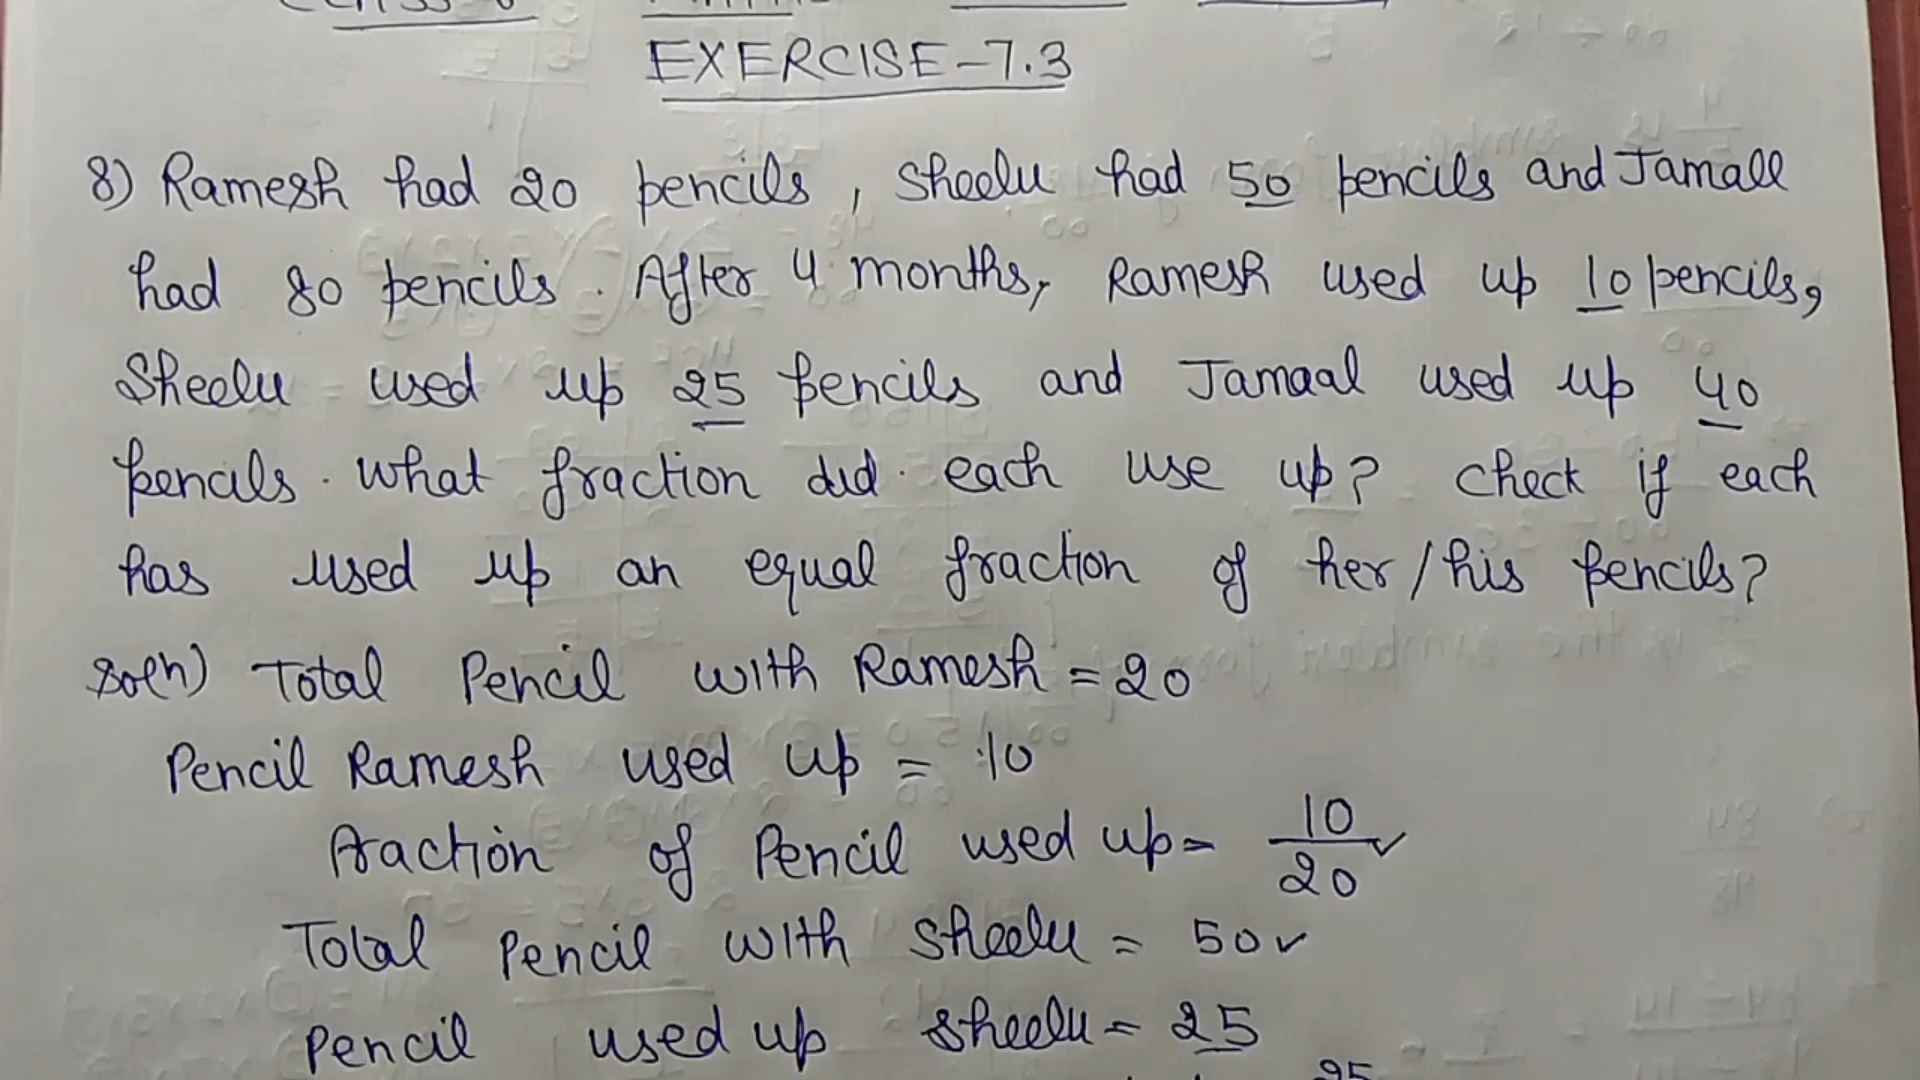 EXERCISE-7.3
8) Ramesh had 20 pencils, Sheelu had 50 pencils and Jamall
had 80 pencils. After 4 months, Ramesh used up 10 pencils,
Sheelu used up 25 pencils and Jamaal used up 40
pencils. What fraction did each use up? check if each
has used up an equal fraction of her/his pencils?
Soln) Total Pencil with Ramesh = 20
Pencil Ramesh used up = 10
Fraction of Pencil used up = 10/20
Total Pencil with Sheelu = 50
Pencil used up Sheelu = 25
25